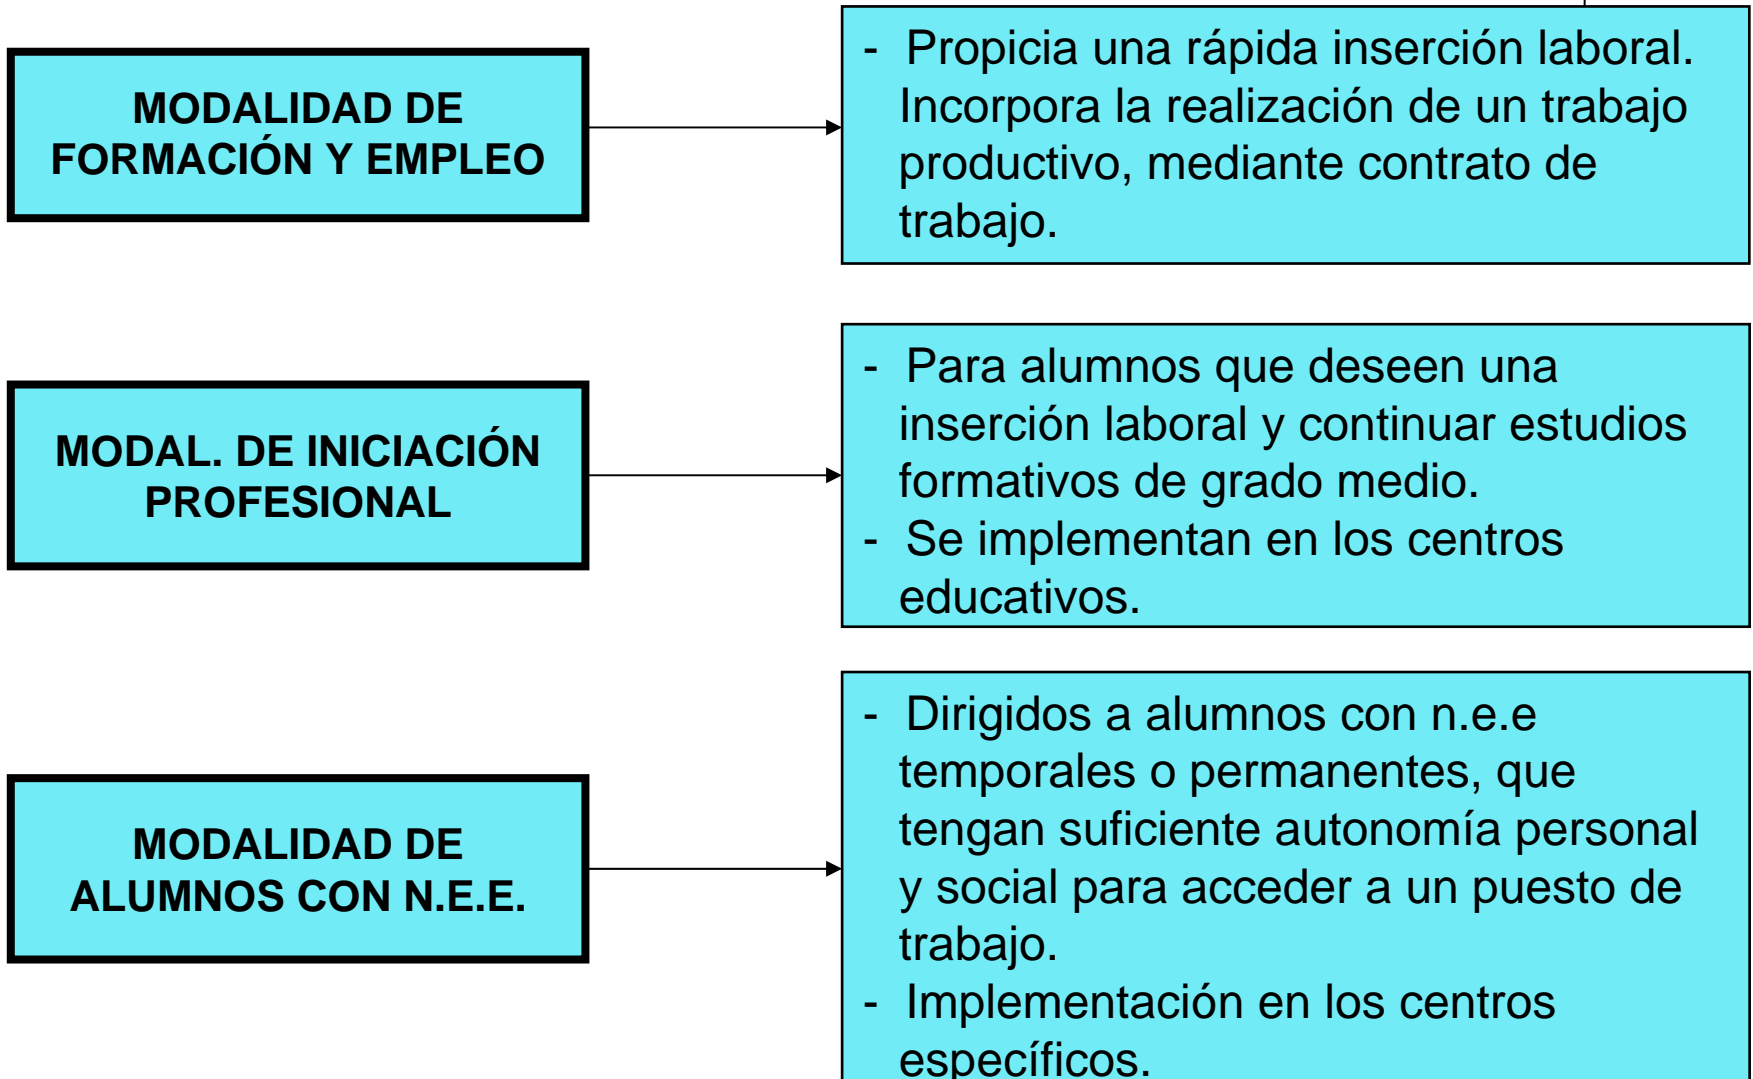 MODALIDAD DE
FORMACIÓN Y EMPLEO
- Propicia una rápida inserción laboral.
Incorpora la realización de un trabajo
productivo, mediante contrato de
trabajo.
MODAL. DE INICIACIÓN
PROFESIONAL
- Para alumnos que deseen una
inserción laboral y continuar estudios
formativos de grado medio.
- Se implementan en los centros
educativos.
MODALIDAD DE
ALUMNOS CON N.E.E.
- Dirigidos a alumnos con n.e.e
temporales o permanentes, que
tengan suficiente autonomía personal
y social para acceder a un puesto de
trabajo.
- Implementación en los centros
específicos.